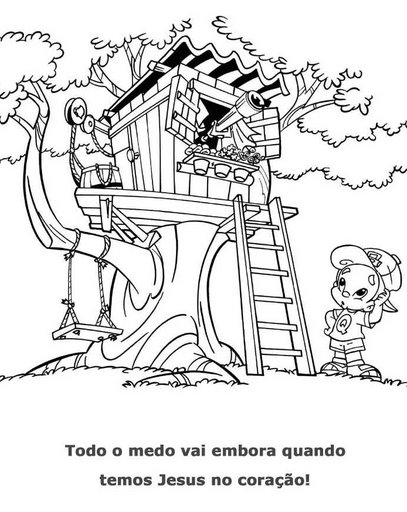 Todo o medo vai embora quando
temos Jesus no coração!